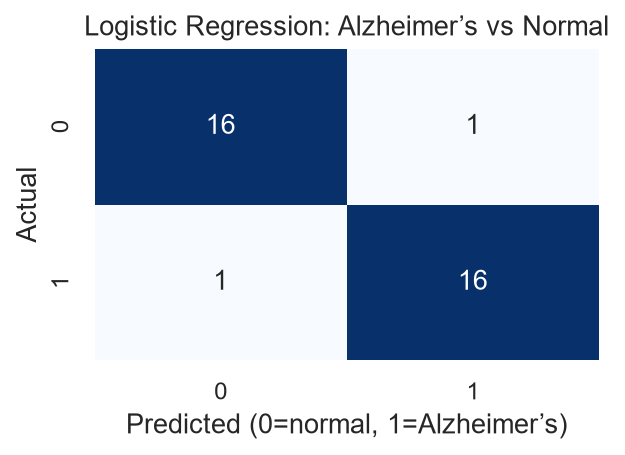 Logistic Regression: Alzheimer’s vs Normal
Actual
0
16
1
1
1
16
0
1
Predicted (0=normal, 1=Alzheimer’s)